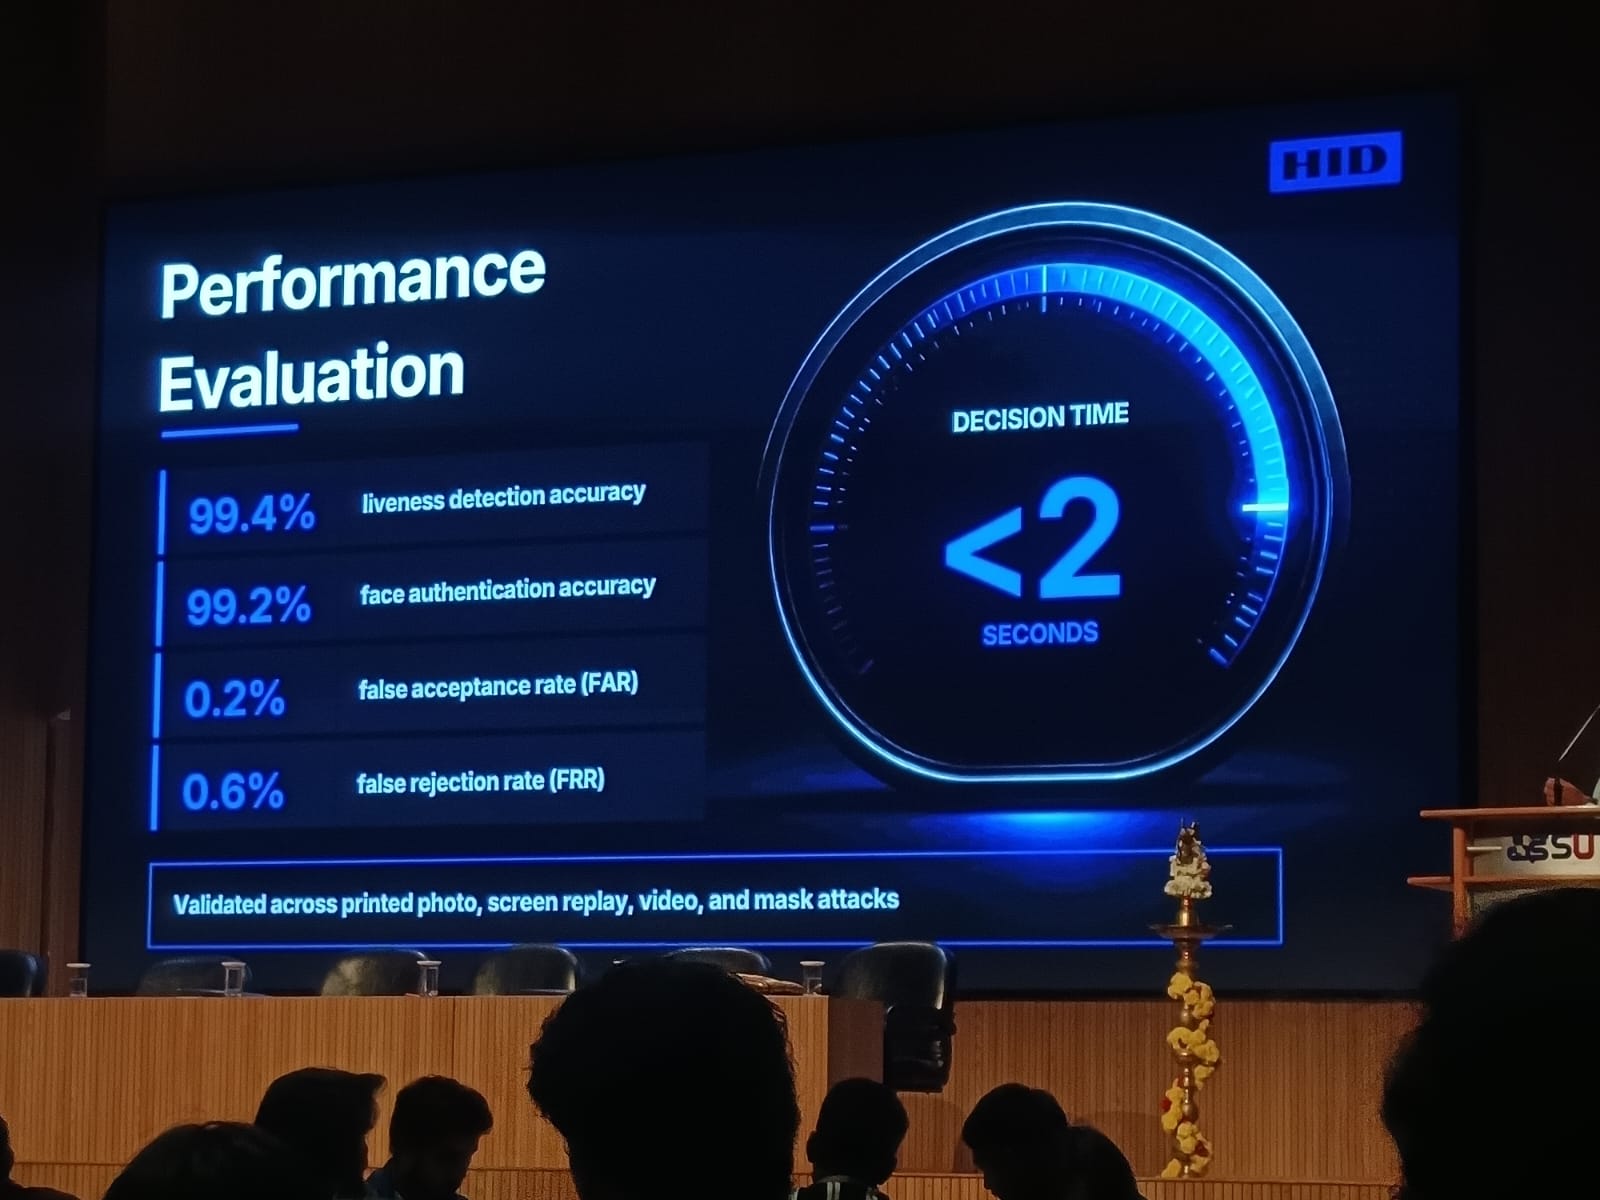 HID
Performance
Evaluation
99.4% liveness detection accuracy
99.2% face authentication accuracy
0.2% false acceptance rate (FAR)
0.6% false rejection rate (FRR)
DECISION TIME
<2
SECONDS
Validated across printed photo, screen replay, video, and mask attacks